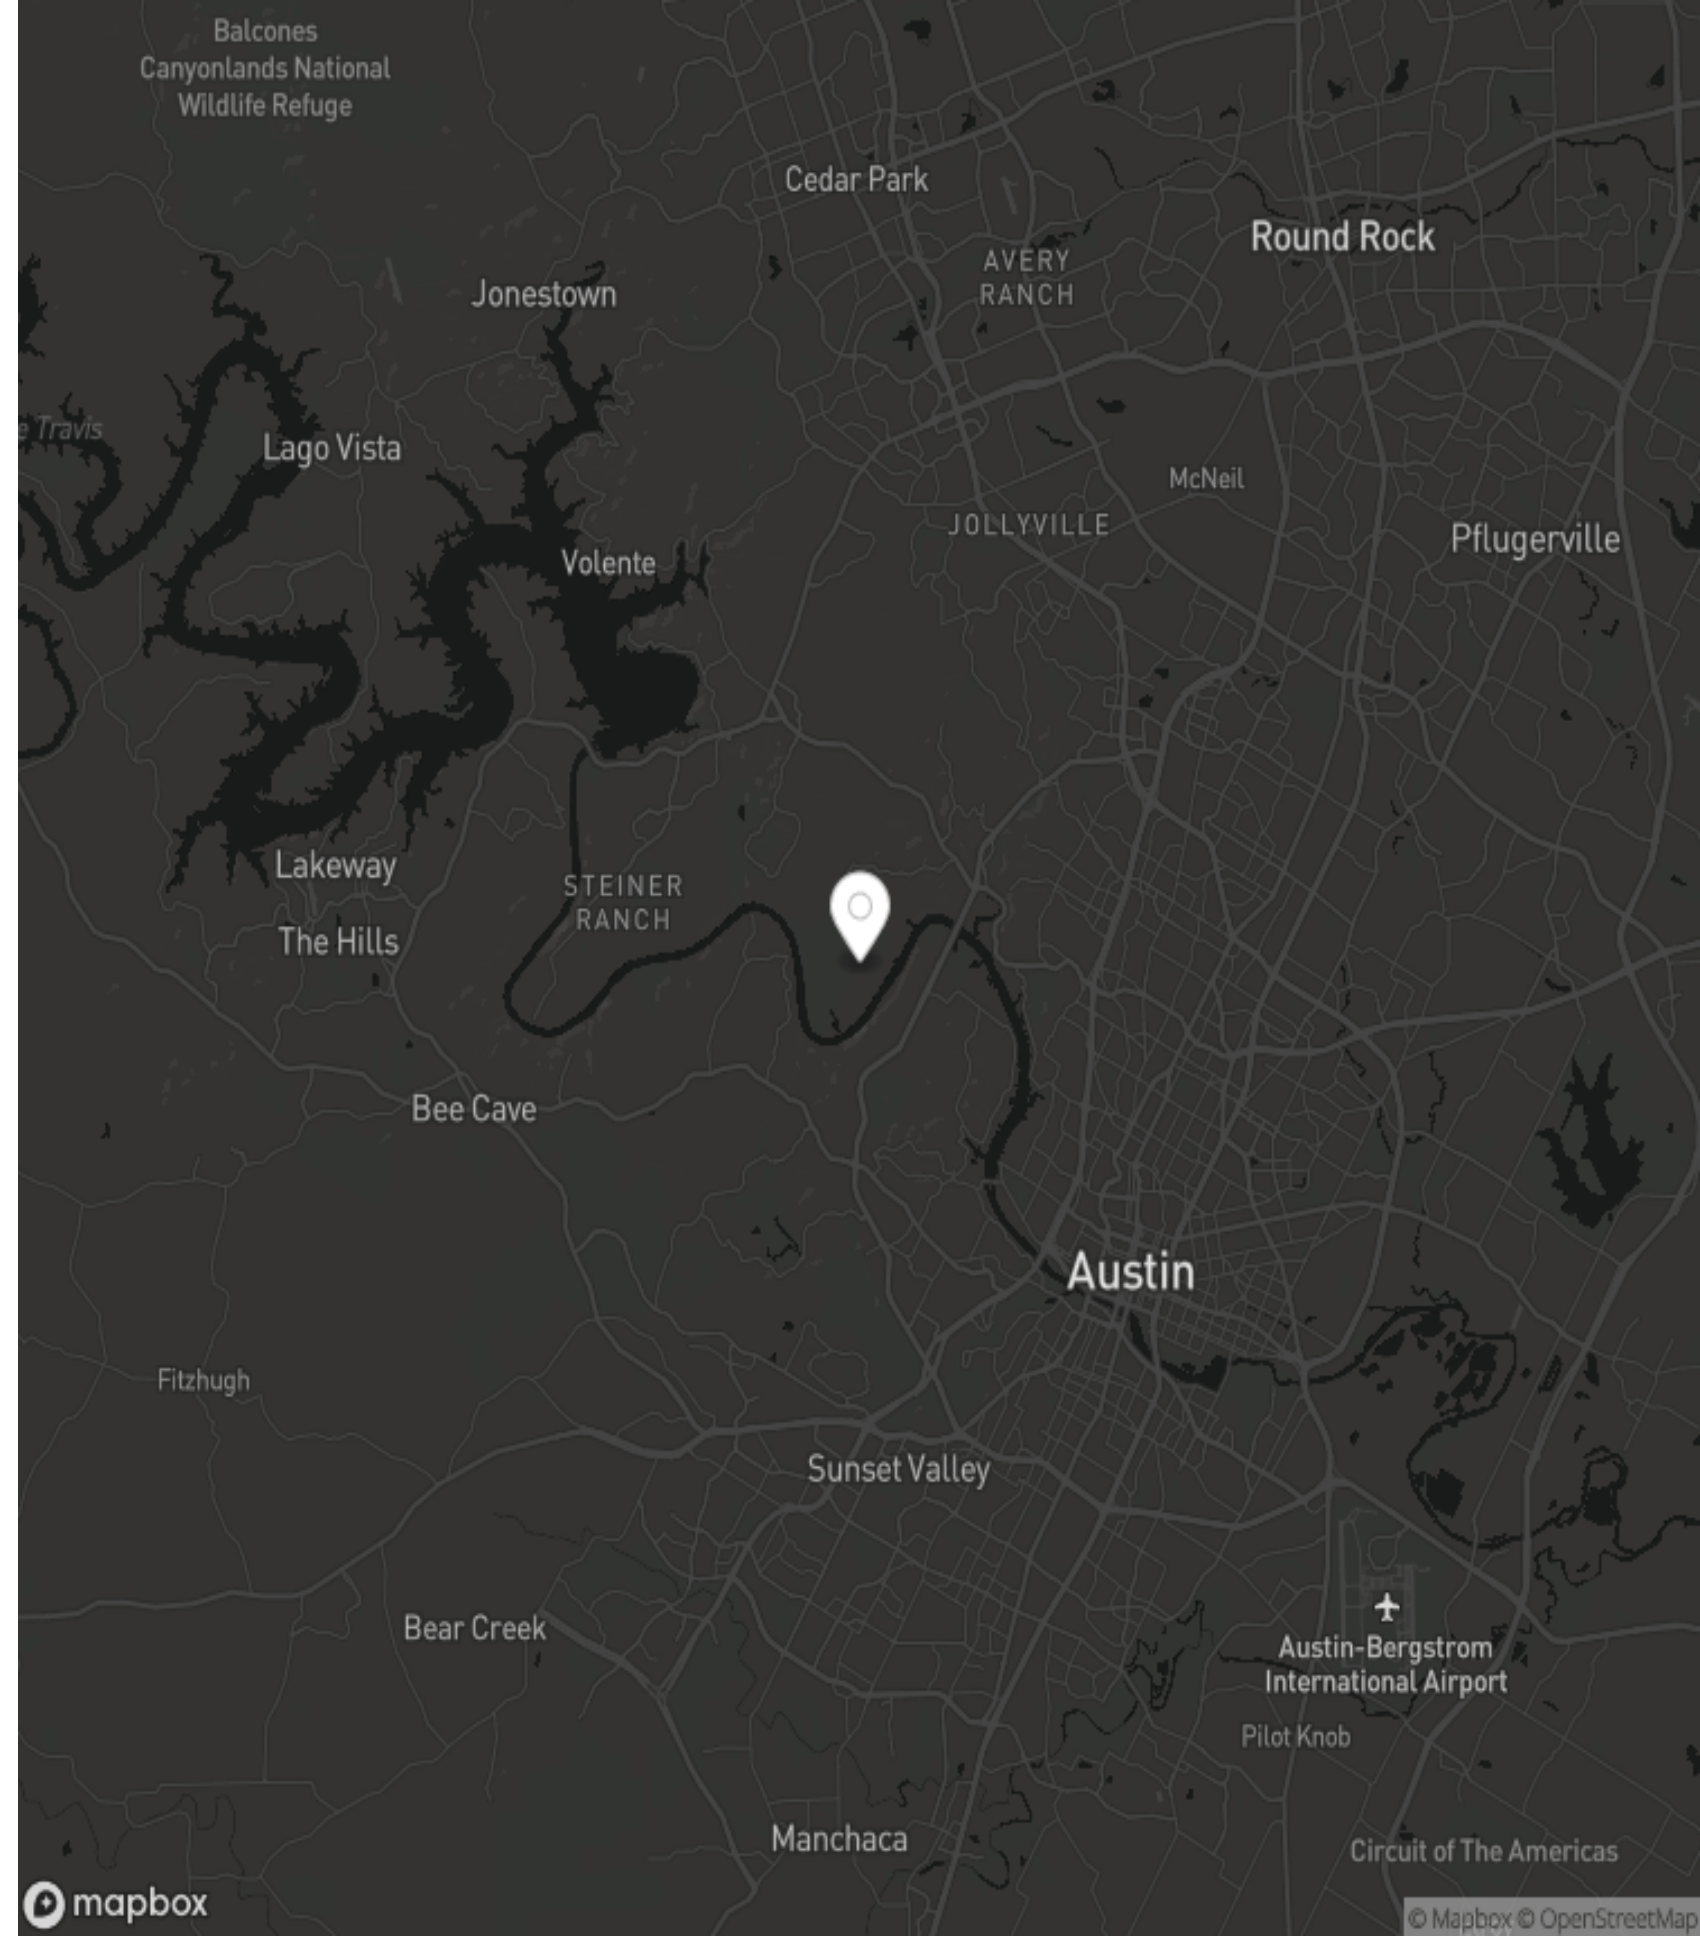 Balcones
Canyonlands National
Wildlife Refuge
Cedar Park
Round Rock
AVERY
RANCH
Jonestown
Travis
Lago Vista
McNeil
JOLLYVILLE
Pflugerville
Volente
Lakeway
STEINER
RANCH
The Hills
Bee Cave
Austin
Fitzhugh
Sunset Valley
Bear Creek
Austin-Bergstrom
International Airport
Pilot Knob
Manchaca
Circuit of The Americas
mapbox
© Mapbox © OpenStreetMap